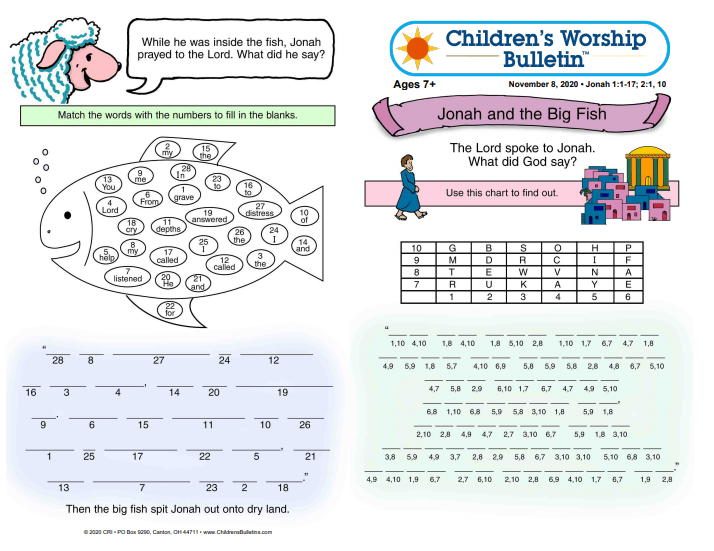 While he was inside the fish, Jonah
prayed to the Lord. What did he say?
Match the words with the numbers to fill in the blanks.
2 my
15 the
13 You
9 me
28 In
23 to
16 to
6 From
1 grave
4 Lord
27 distress
10 of
19 answered
18 cry
11 depths
26 the
24 I
14 and
5 help
8 my
17 called
25 I
12 called
3 the
7 listened
20 He
21 and
22 for
“
28 8 27 24 12
16 3 4 , 14 20 19
9 . 6 15 11 10 26
1 25 17 22 5 , 21
13 7 23 2 18 .”
Then the big fish spit Jonah out onto dry land.
© 2020 CRI • PO Box 9290, Canton, OH 44711 • www.ChildrensBulletins.com
Children’s Worship
Bulletin™
Ages 7+
November 8, 2020 • Jonah 1:1-17; 2:1, 10
Jonah and the Big Fish
The Lord spoke to Jonah.
What did God say?
Use this chart to find out.
10 G B S O H P
9 M D R C I F
8 T E W V N A
7 R U K A Y E
1 2 3 4 5 6
“
1,10 4,10 1,8 4,10 1,8 5,10 2,8 1,10 1,7 6,7 4,7 1,8
4,9 5,9 1,8 5,7 4,10 6,9 5,8 5,9 5,8 2,8 4,8 6,7 5,10
4,7 5,8 2,9 6,10 1,7 6,7 4,7 4,9 5,10
6,8 1,10 6,8 5,9 5,8 3,10 1,8 5,9 1,8 ,
2,10 2,8 4,9 4,7 2,7 3,10 6,7 5,9 1,8 3,10
3,8 5,9 4,9 3,7 2,8 2,9 5,8 6,7 3,10 3,10 5,10 6,8 3,10
4,9 4,10 1,9 6,7 2,7 6,10 2,10 2,8 6,9 4,10 1,7 6,7 1,9 2,8 .”